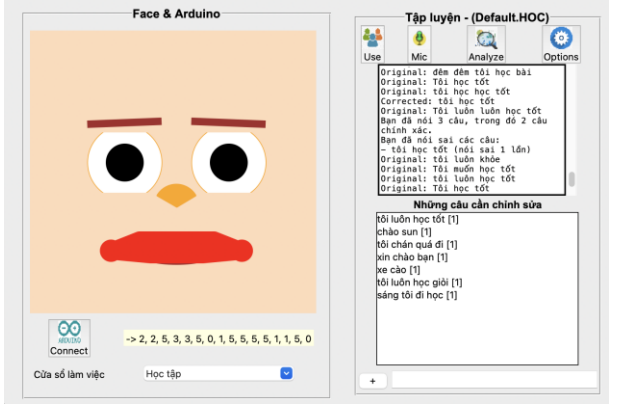 Face & Arduino
ARDUINO
Connect
-> 2, 2, 5, 3, 3, 5, 0, 1, 5, 5, 5, 5, 1, 1, 5, 0
Cửa sổ làm việc
Học tập
Tập luyện - (Default.HOC)
Use Mic Analyze Options
Original: đêm đêm tôi học bài
Original: Tôi học tốt
Original: tôi học học tốt
Corrected: tôi học tốt
Original: Tôi luôn luôn học tốt
Bạn đã nói 3 câu, trong đó 2 câu
chính xác.
Bạn đã nói sai các câu:
- tôi học tốt (nói sai 1 lần)
Original: tôi luôn khỏe
Original: Tôi muốn học tốt
Original: tôi luôn học tốt
Original: Tôi học tốt
Những câu cần chỉnh sửa
tôi luôn học tốt [1]
chào sun [1]
tôi chán quá đi [1]
xin chào bạn [1]
xe cào [1]
tôi luôn học giỏi [1]
sáng tôi đi học [1]
+